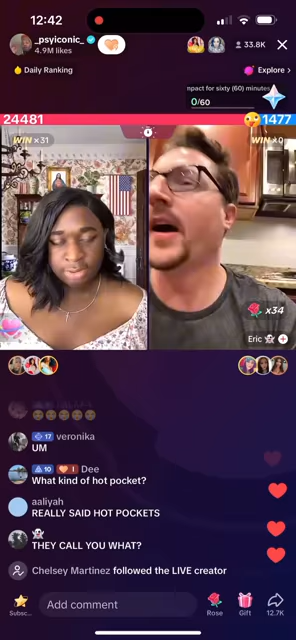 12:42
_psyiconic_
4.9M likes
33.8K
Daily Ranking
Explore >
mpact for sixty (60) minutes
0/60
24481
1477
WIN ×31
WIN ×0
x34
Eric
17 veronika
UM
10 I Dee
What kind of hot pocket?
aaliyah
REALLY SAID HOT POCKETS
THEY CALL YOU WHAT?
Chelsey Martinez followed the LIVE creator
Subsc...
Add comment
Rose
Gift
12.7K